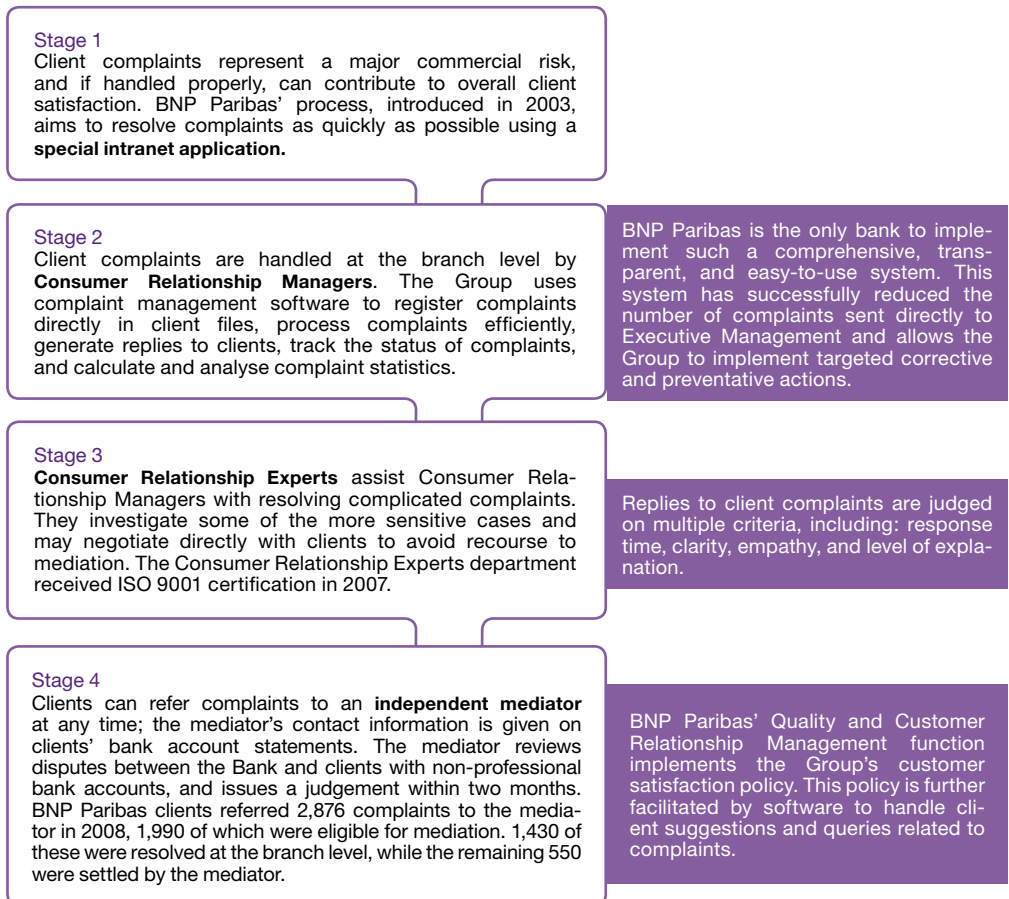 Stage 1
Client complaints represent a major commercial risk,
and if handled properly, can contribute to overall client
satisfaction. BNP Paribas’ process, introduced in 2003,
aims to resolve complaints as quickly as possible using a
special intranet application.
Stage 2
Client complaints are handled at the branch level by
Consumer Relationship Managers. The Group uses
complaint management software to register complaints
directly in client files, process complaints efficiently,
generate replies to clients, track the status of complaints,
and calculate and analyse complaint statistics.
BNP Paribas is the only bank to imple-
ment such a comprehensive, trans-
parent, and easy-to-use system. This
system has successfully reduced the
number of complaints sent directly to
Executive Management and allows the
Group to implement targeted corrective
and preventative actions.
Stage 3
Consumer Relationship Experts assist Consumer Rela-
tionship Managers with resolving complicated complaints.
They investigate some of the more sensitive cases and
may negotiate directly with clients to avoid recourse to
mediation. The Consumer Relationship Experts department
received ISO 9001 certification in 2007.
Replies to client complaints are judged
on multiple criteria, including: response
time, clarity, empathy, and level of expla-
nation.
Stage 4
Clients can refer complaints to an independent mediator
at any time; the mediator’s contact information is given on
clients’ bank account statements. The mediator reviews
disputes between the Bank and clients with non-professional
bank accounts, and issues a judgement within two months.
BNP Paribas clients referred 2,876 complaints to the media-
tor in 2008, 1,990 of which were eligible for mediation. 1,430 of
these were resolved at the branch level, while the remaining 550
were settled by the mediator.
BNP Paribas’ Quality and Customer
Relationship Management function
implements the Group’s customer
satisfaction policy. This policy is further
facilitated by software to handle cli-
ent suggestions and queries related to
complaints.